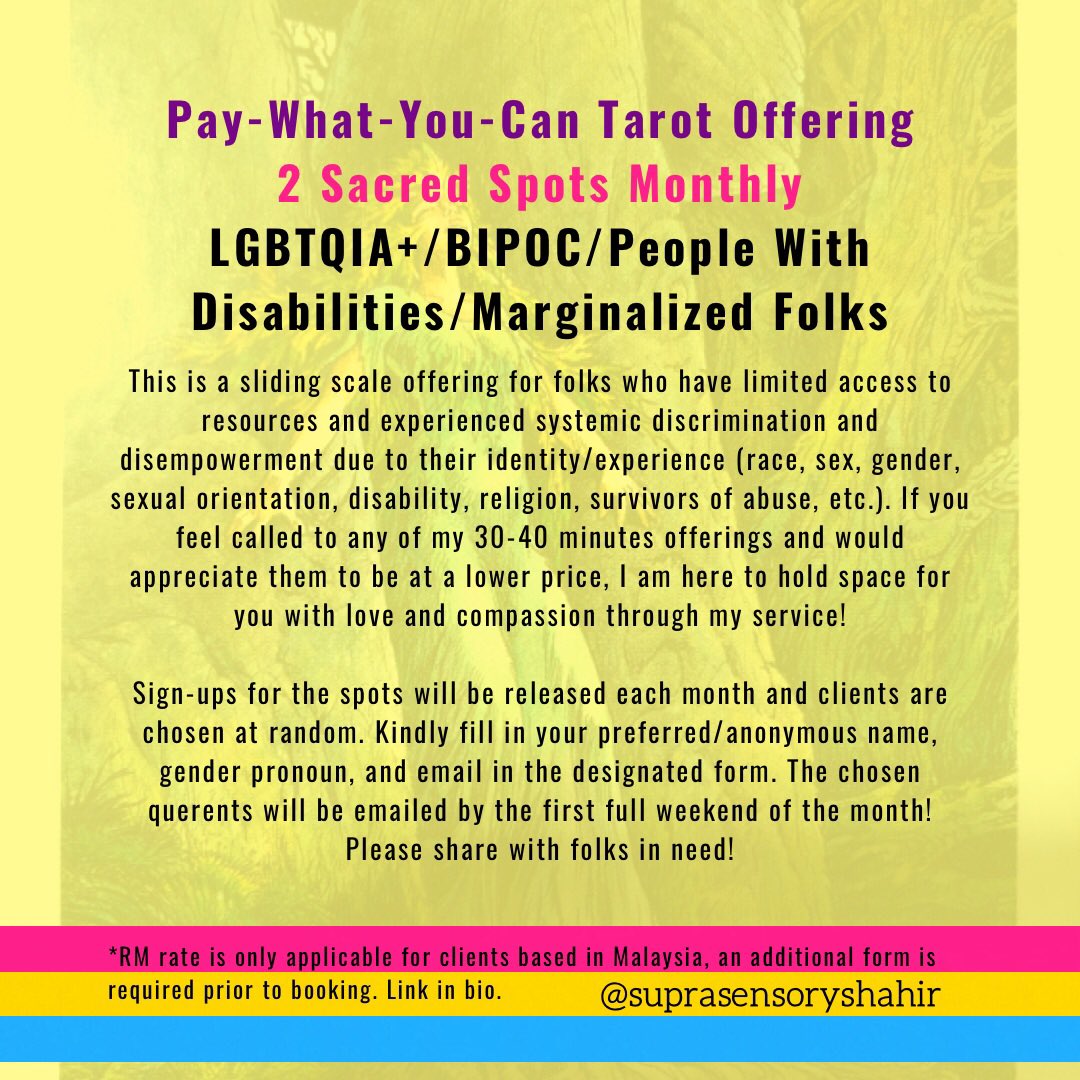 Pay-What-You-Can Tarot Offering
2 Sacred Spots Monthly
LGBTQIA+/BIPOC/People With
Disabilities/Marginalized Folks
This is a sliding scale offering for folks who have limited access to
resources and experienced systemic discrimination and
disempowerment due to their identity/experience (race, sex, gender,
sexual orientation, disability, religion, survivors of abuse, etc.). If you
feel called to any of my 30-40 minutes offerings and would
appreciate them to be at a lower price, I am here to hold space for
you with love and compassion through my service!
Sign-ups for the spots will be released each month and clients are
chosen at random. Kindly fill in your preferred/anonymous name,
gender pronoun, and email in the designated form. The chosen
querents will be emailed by the first full weekend of the month!
Please share with folks in need!
*RM rate is only applicable for clients based in Malaysia, an additional form is
required prior to booking. Link in bio.
@suprasensoryshahir